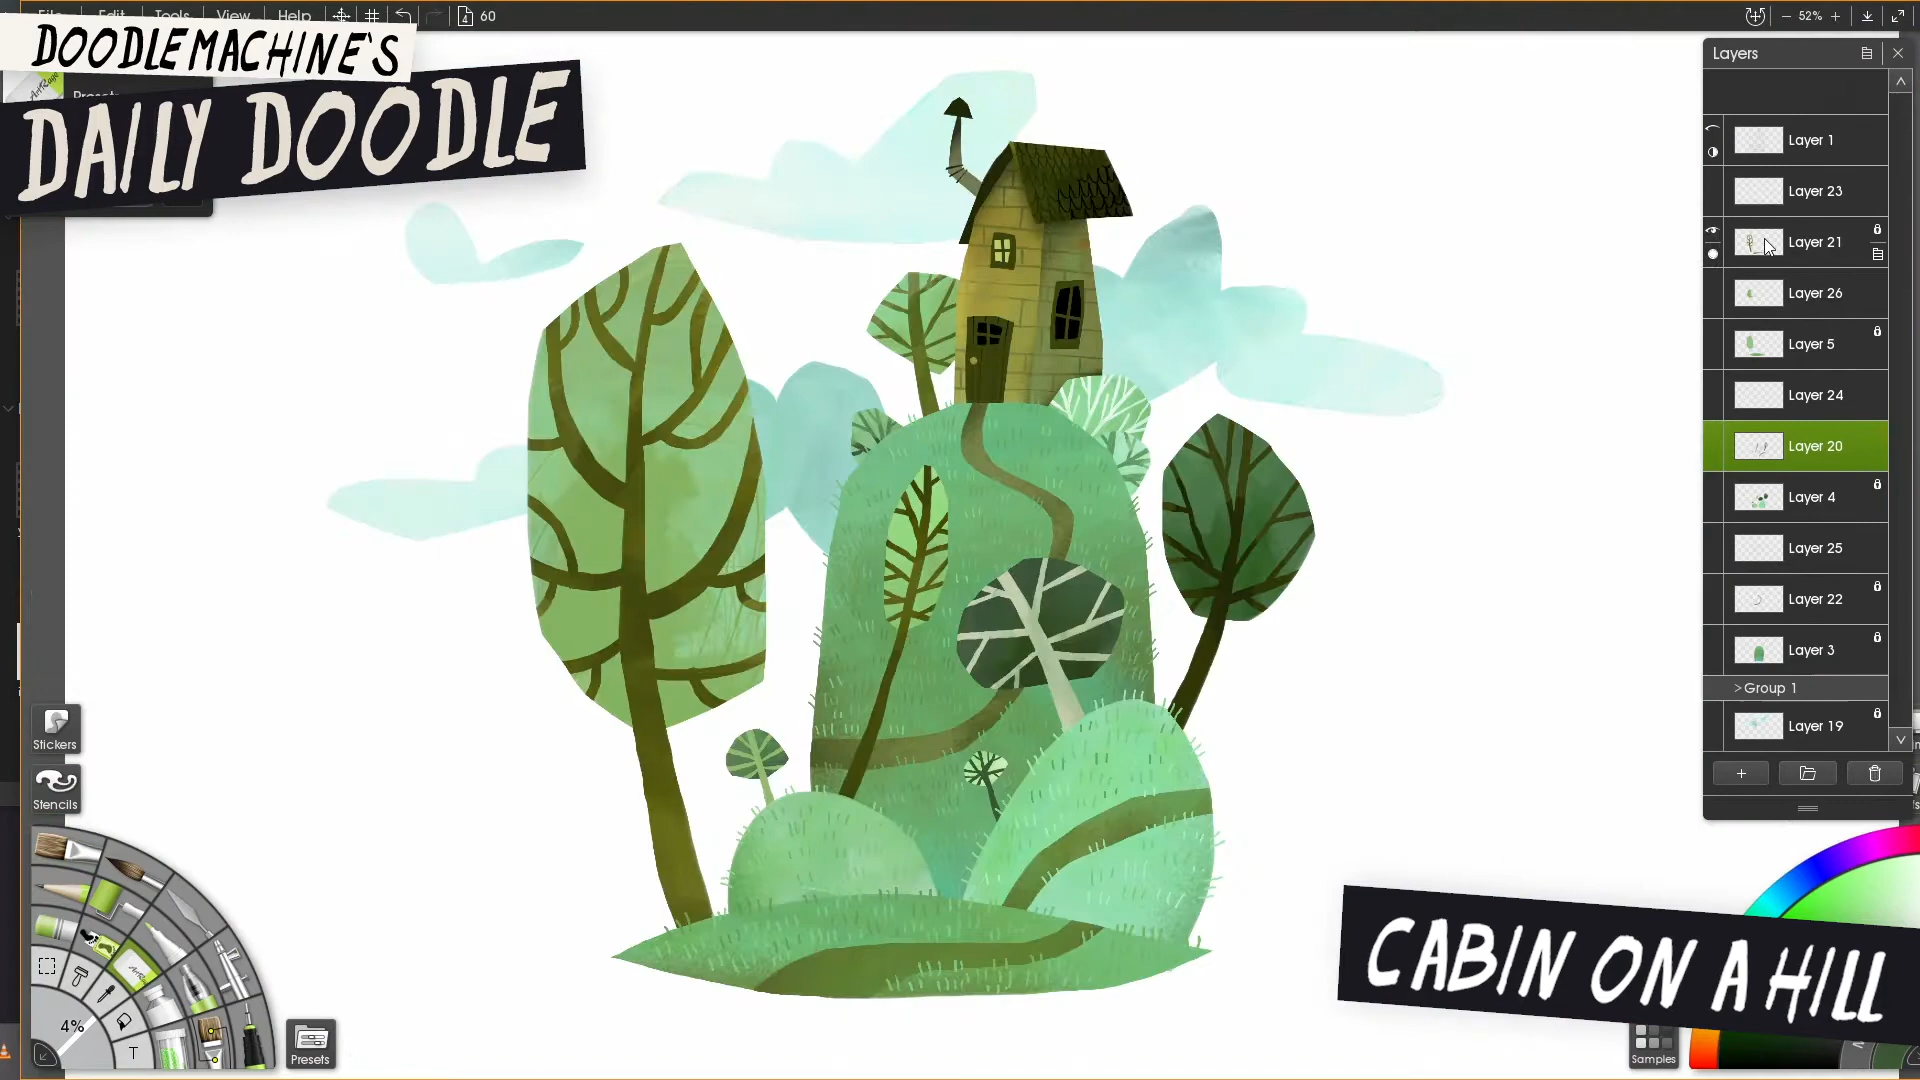 File Edit Tools View Help 60 52%
DOODLEMACHINE'S
DAILY DOODLE
ArtRage
Presets
Layers
Layer 1
Layer 23
Layer 21
Layer 26
Layer 5
Layer 24
Layer 20
Layer 4
Layer 25
Layer 22
Layer 3
>Group 1
Layer 19
Stickers
Stencils
4%
T
Presets
CABIN ON A HILL
Samples